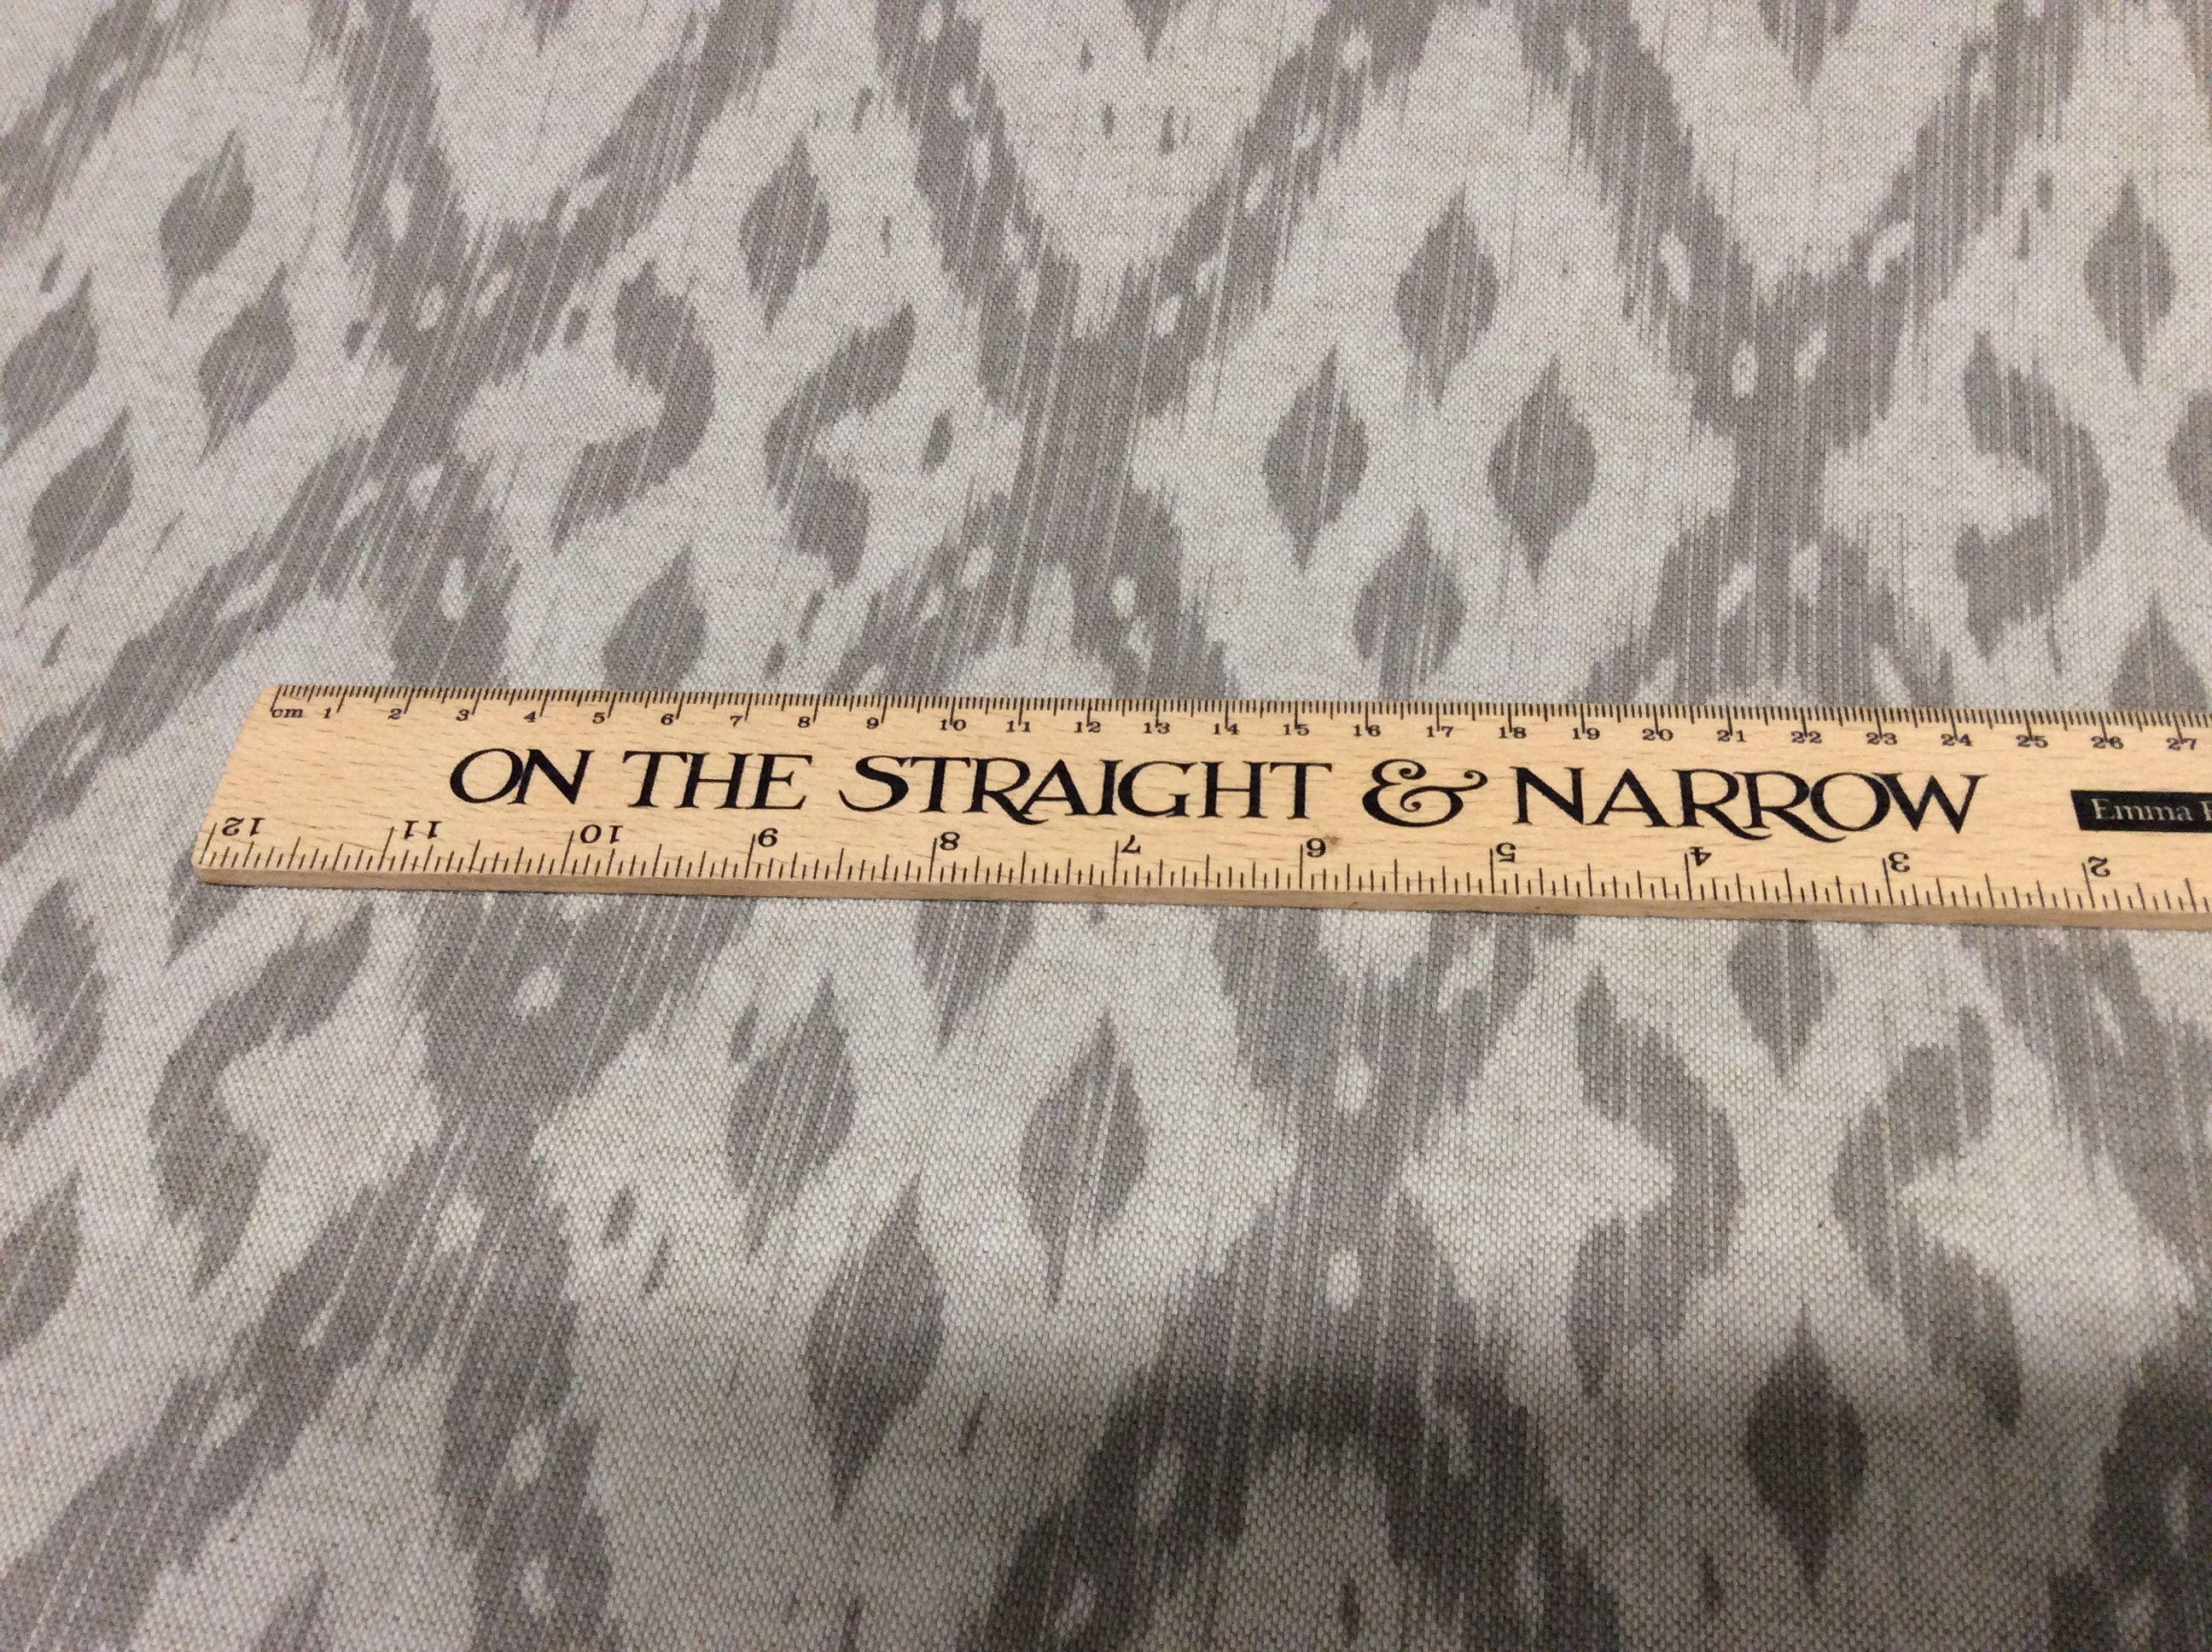 cm 1 2 3 4 5 6 7 8 9 10 11 12 13 14 15 16 17 18 19 20 21 22 23 24 25 26 27
ON THE STRAIGHT & NARROW
Emma
12 11 10 9 8 7 6 5 4 3 2